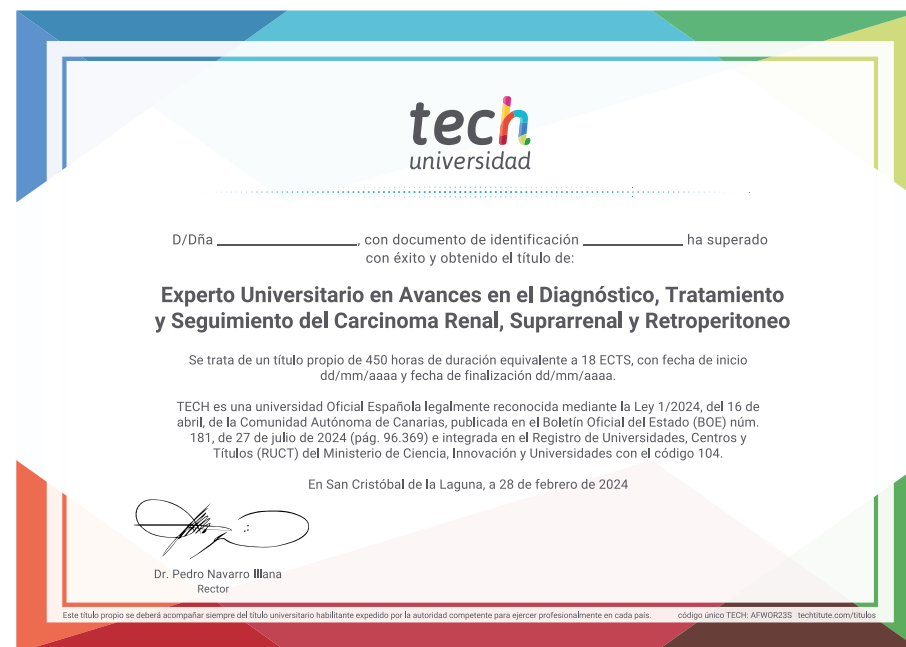 tech
universidad
D/Dña ______________, con documento de identificación __________ ha superado
con éxito y obtenido el título de:
Experto Universitario en Avances en el Diagnóstico, Tratamiento
y Seguimiento del Carcinoma Renal, Suprarrenal y Retroperitoneo
Se trata de un título propio de 450 horas de duración equivalente a 18 ECTS, con fecha de inicio
dd/mm/aaaa y fecha de finalización dd/mm/aaaa.
TECH es una universidad Oficial Española legalmente reconocida mediante la Ley 1/2024, del 16 de
abril, de la Comunidad Autónoma de Canarias, publicada en el Boletín Oficial del Estado (BOE) núm.
181, de 27 de julio de 2024 (pág. 96.369) e integrada en el Registro de Universidades, Centros y
Títulos (RUCT) del Ministerio de Ciencia, Innovación y Universidades con el código 104.
En San Cristóbal de la Laguna, a 28 de febrero de 2024
Dr. Pedro Navarro Illana
Rector
Este título propio se deberá acompañar siempre del título universitario habilitante expedido por la autoridad competente para ejercer profesionalmente en cada país. código único TECH: AFWOR23S techtitute.com/titulos